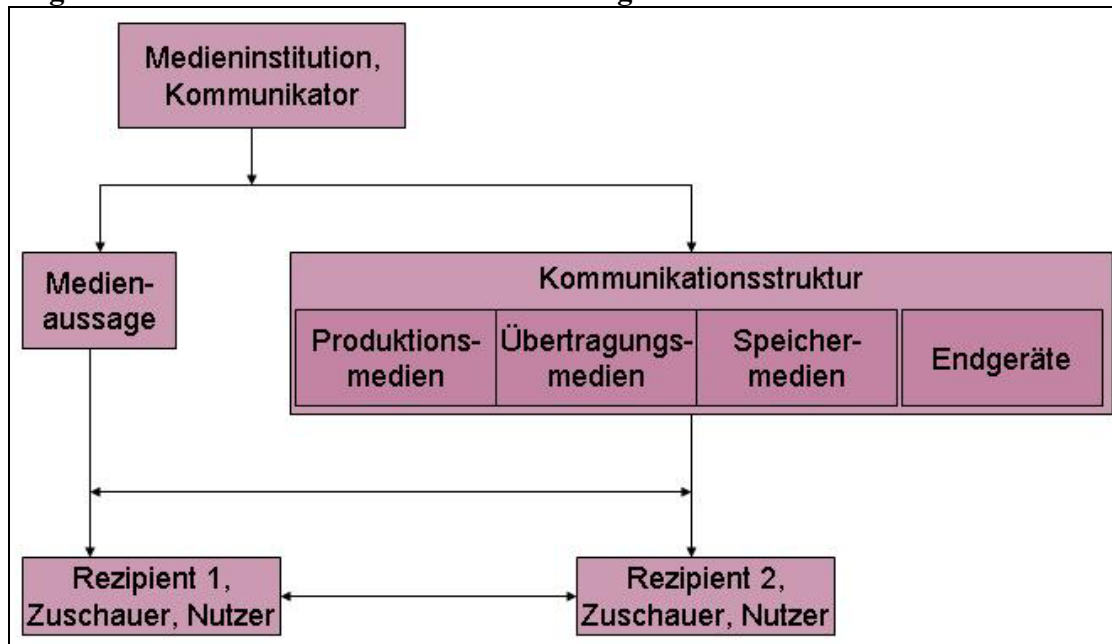 Medieninstitution,
Kommunikator
Medien-
aussage
Kommunikationsstruktur
Produktions-
medien
Übertragungs-
medien
Speicher-
medien
Endgeräte
Rezipient 1,
Zuschauer, Nutzer
Rezipient 2,
Zuschauer, Nutzer